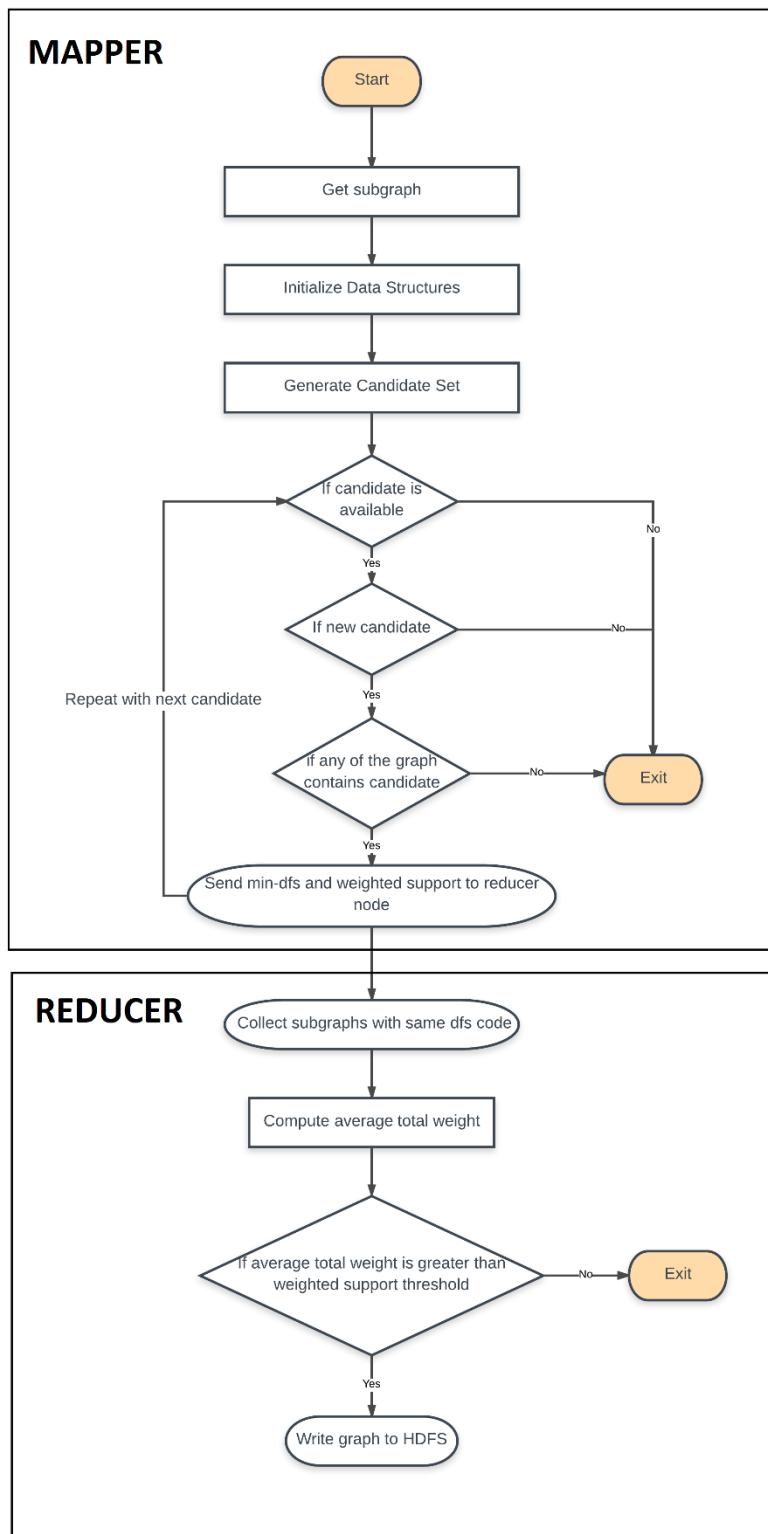 MAPPER
Start
Get subgraph
Initialize Data Structures
Generate Candidate Set
If candidate is
available
No
Yes
If new candidate
No
Yes
Repeat with next candidate
if any of the graph
contains candidate
No
Exit
Yes
Send min-dfs and weighted support to reducer
node
REDUCER
Collect subgraphs with same dfs code
Compute average total weight
If average total weight is greater than
weighted support threshold
No
Exit
Yes
Write graph to HDFS